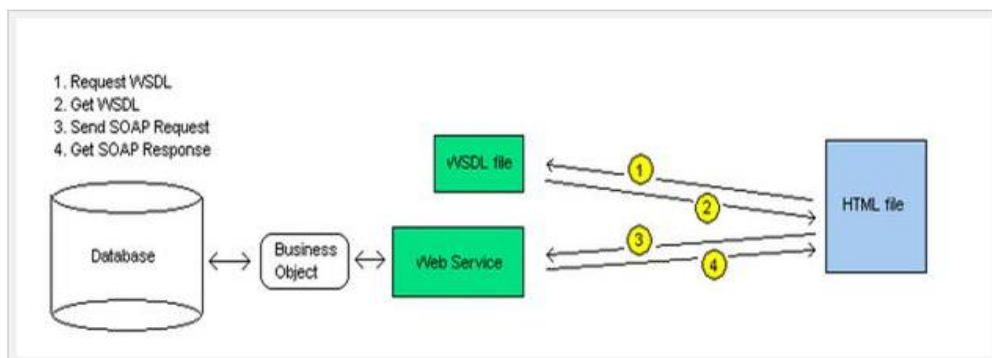 1. Request WSDL
2. Get WSDL
3. Send SOAP Request
4. Get SOAP Response
WSDL file
1
2
HTML file
Database
Business
Object
Web Service
3
4